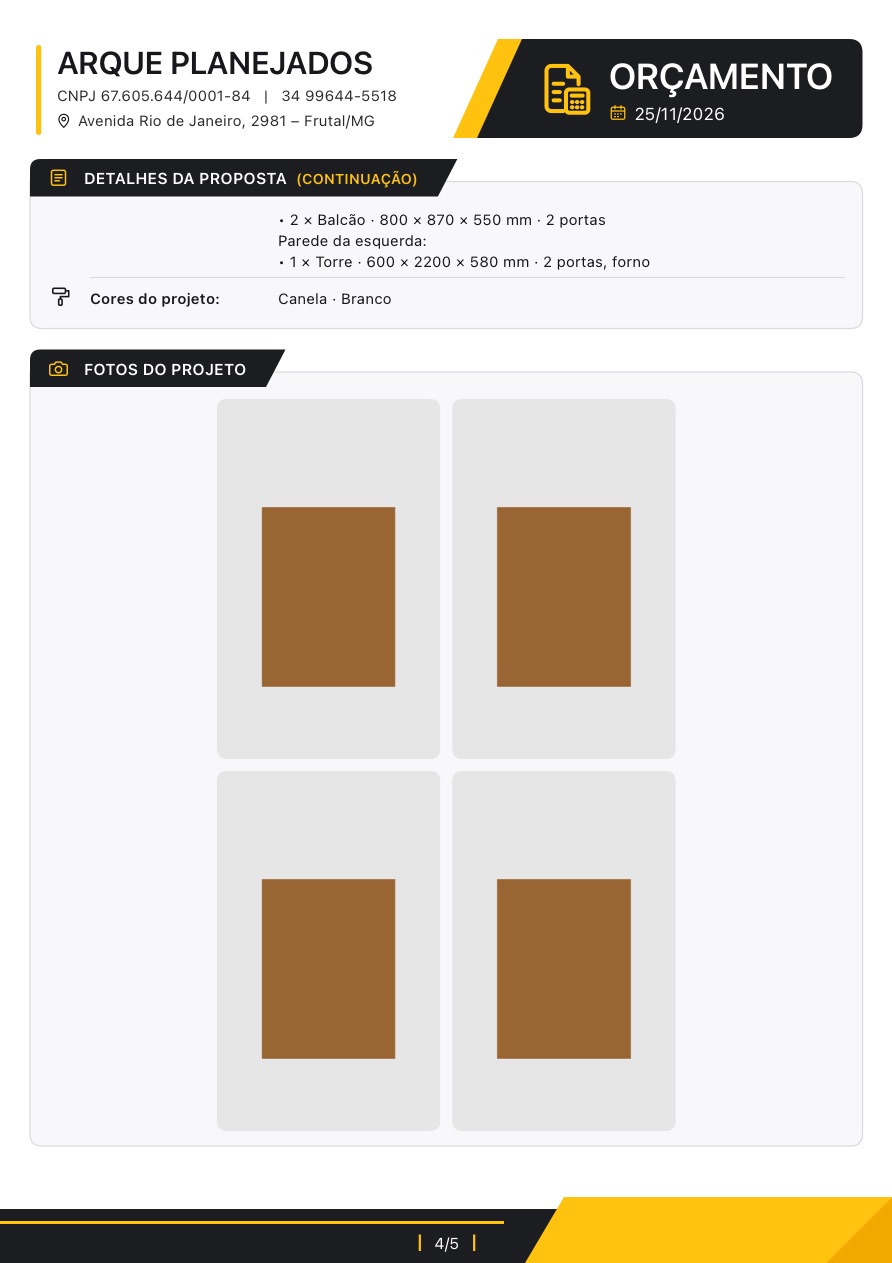 ARQUE PLANEJADOS
CNPJ 67.605.644/0001-84 | 34 99644-5518
Avenida Rio de Janeiro, 2981 – Frutal/MG
ORÇAMENTO
25/11/2026
DETALHES DA PROPOSTA (CONTINUAÇÃO)
• 2 × Balcão · 800 × 870 × 550 mm · 2 portas
Parede da esquerda:
• 1 × Torre · 600 × 2200 × 580 mm · 2 portas, forno
Cores do projeto: Canela · Branco
FOTOS DO PROJETO
| 4/5 |